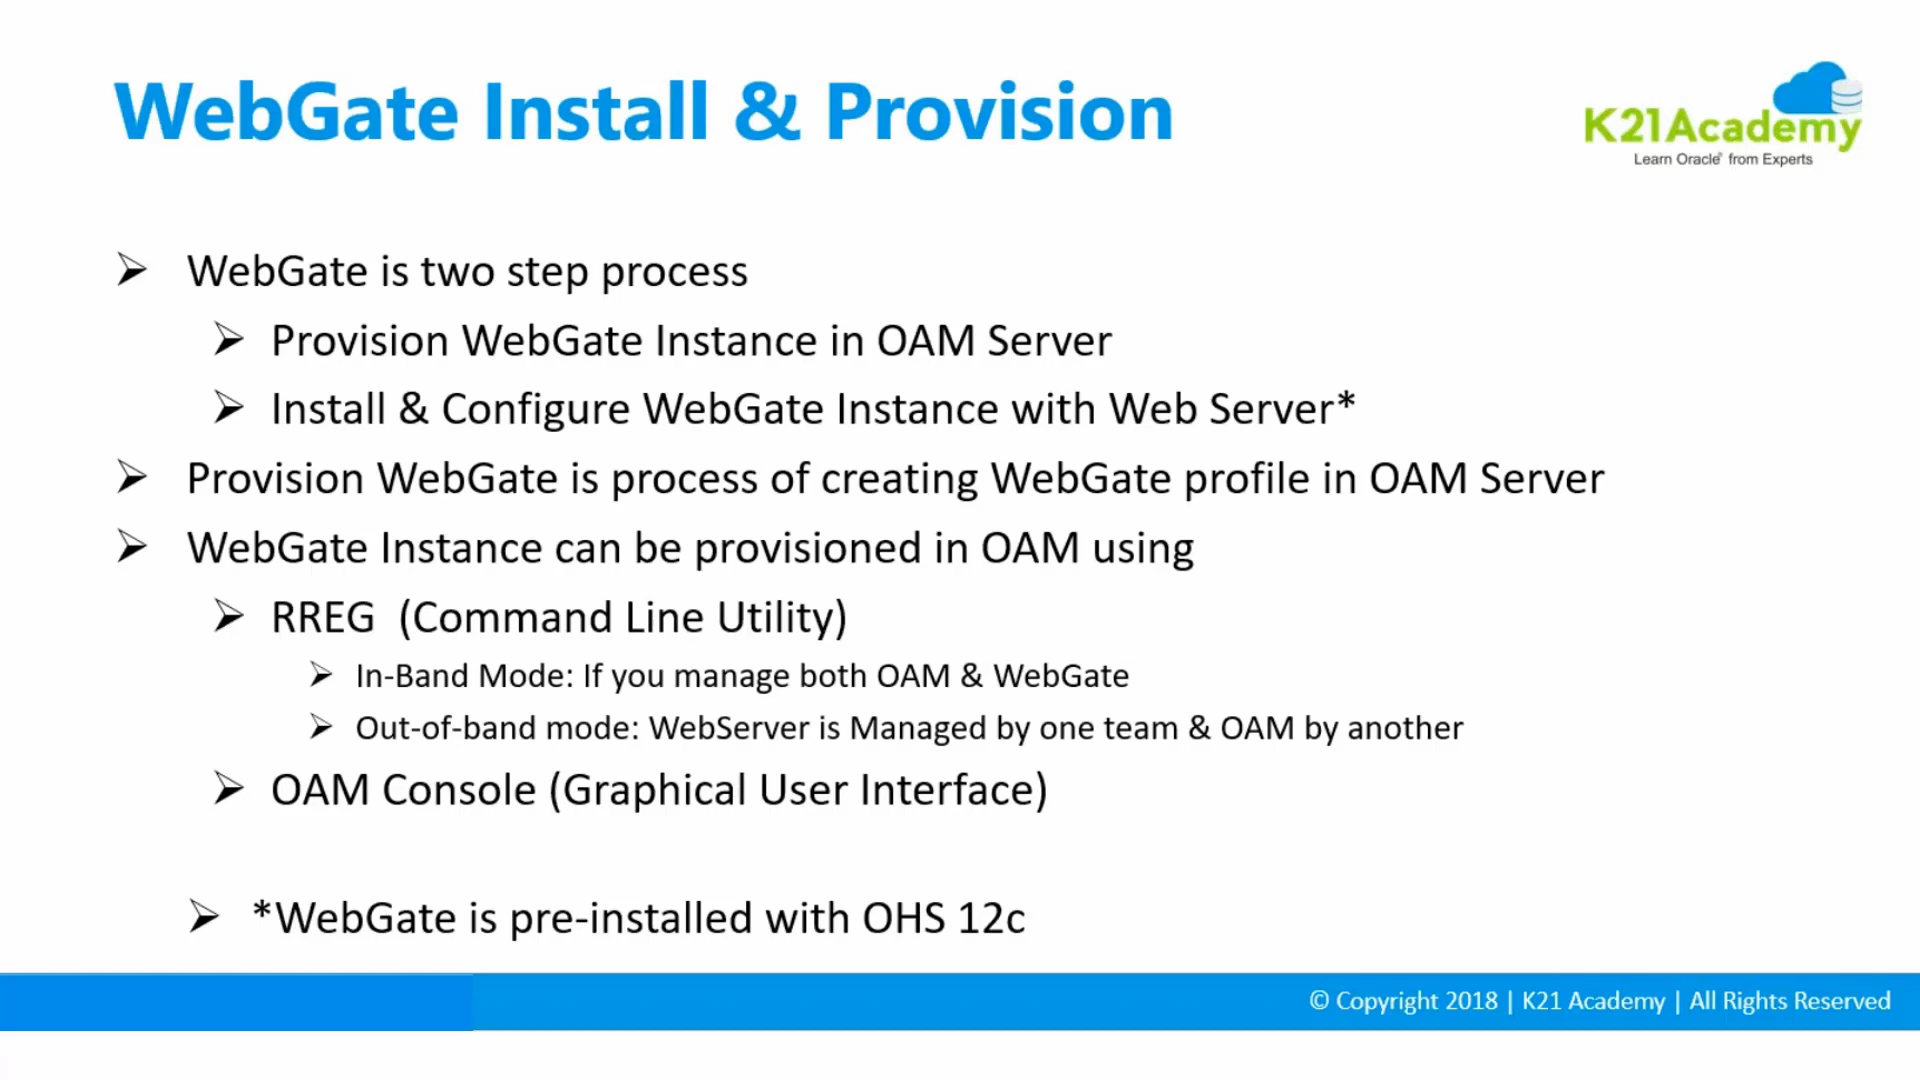 WebGate Install & Provision
K21Academy
Learn Oracle® from Experts
WebGate is two step process
Provision WebGate Instance in OAM Server
Install & Configure WebGate Instance with Web Server*
Provision WebGate is process of creating WebGate profile in OAM Server
WebGate Instance can be provisioned in OAM using
RREG (Command Line Utility)
In-Band Mode: If you manage both OAM & WebGate
Out-of-band mode: WebServer is Managed by one team & OAM by another
OAM Console (Graphical User Interface)
*WebGate is pre-installed with OHS 12c
© Copyright 2018 | K21 Academy | All Rights Reserved